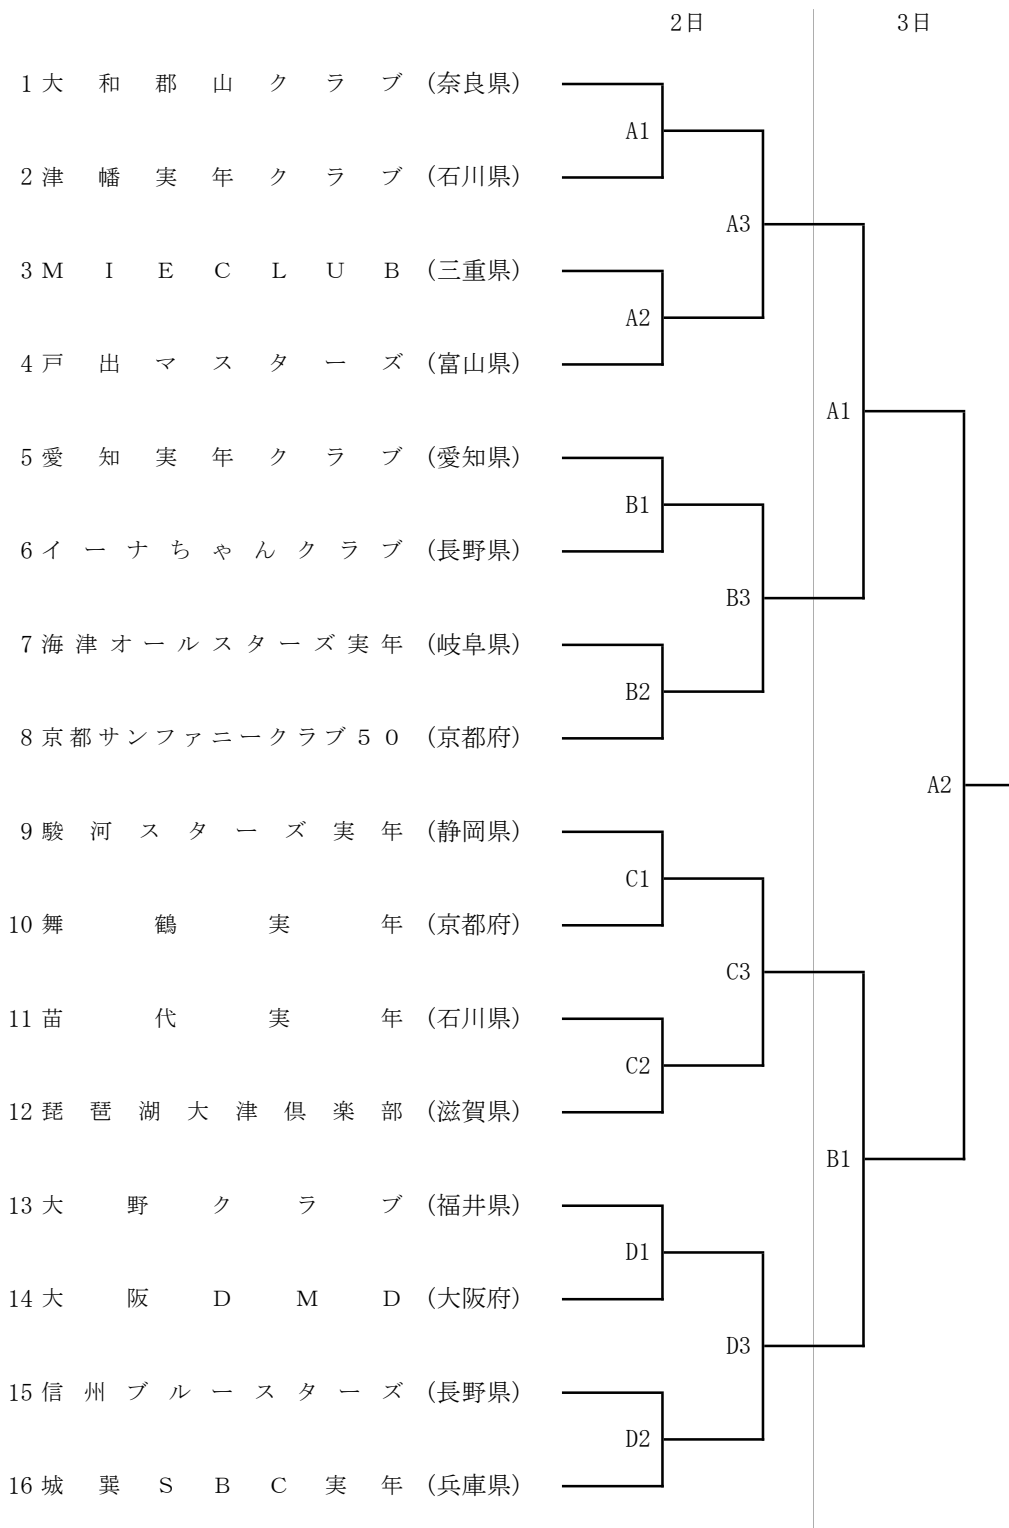 2日 3日
1 大和郡山クラブ (奈良県)
A1
2 津幡実年クラブ (石川県)
A3
3 ＭＩＥＣＬＵＢ (三重県)
A2
4 戸出マスターズ (富山県)
A1
5 愛知実年クラブ (愛知県)
B1
6 イーナちゃんクラブ (長野県)
B3
7 海津オールスターズ実年 (岐阜県)
B2
8 京都サンファニークラブ５０ (京都府)
A2
9 駿河スターズ実年 (静岡県)
C1
10 舞鶴実年 (京都府)
C3
11 苗代実年 (石川県)
C2
12 琵琶湖大津倶楽部 (滋賀県)
B1
13 大野クラブ (福井県)
D1
14 大阪ＤＭＤ (大阪府)
D3
15 信州ブルースターズ (長野県)
D2
16 城巽ＳＢＣ実年 (兵庫県)